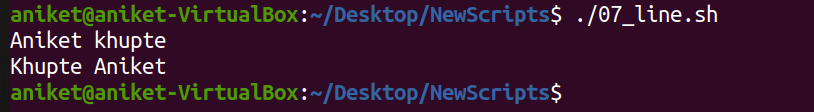 aniket@aniket-VirtualBox:~/Desktop/NewScripts$ ./07_line.sh
Aniket khupte
Khupte Aniket
aniket@aniket-VirtualBox:~/Desktop/NewScripts$